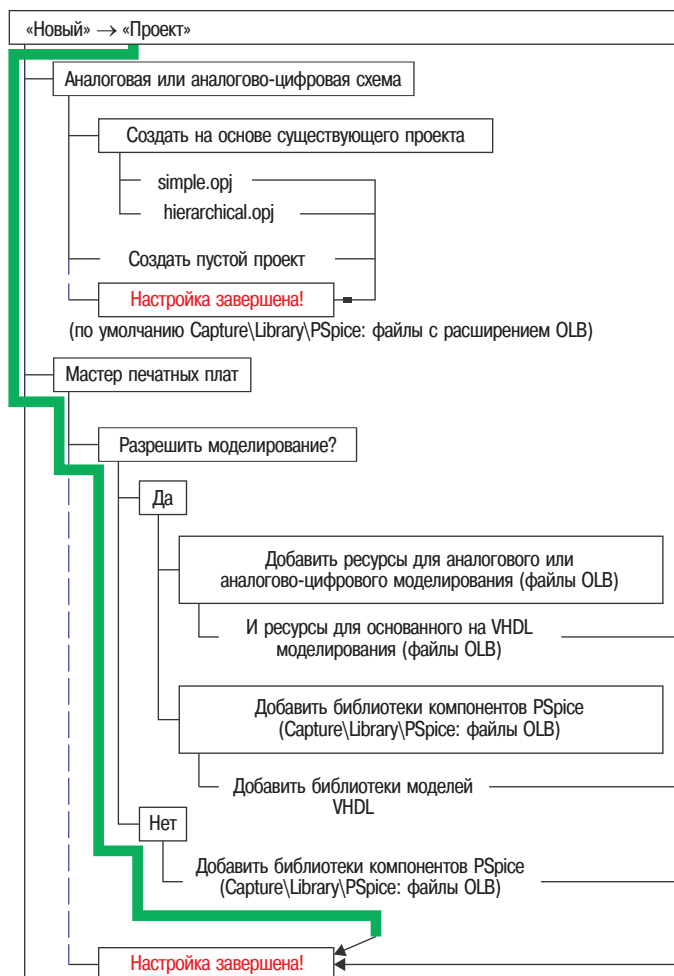 «Новый» → «Проект»
Аналоговая или аналогово-цифровая схема
Создать на основе существующего проекта
simple.opj
hierarchical.opj
Создать пустой проект
Настройка завершена!
(по умолчанию Capture\Library\PSpice: файлы с расширением OLB)
Мастер печатных плат
Разрешить моделирование?
Да
Добавить ресурсы для аналогового или
аналогово-цифрового моделирования (файлы OLB)
И ресурсы для основанного на VHDL
моделирования (файлы OLB)
Добавить библиотеки компонентов PSpice
(Capture\Library\PSpice: файлы OLB)
Добавить библиотеки моделей
VHDL
Нет
Добавить библиотеки компонентов PSpice
(Capture\Library\PSpice: файлы OLB)
Настройка завершена!